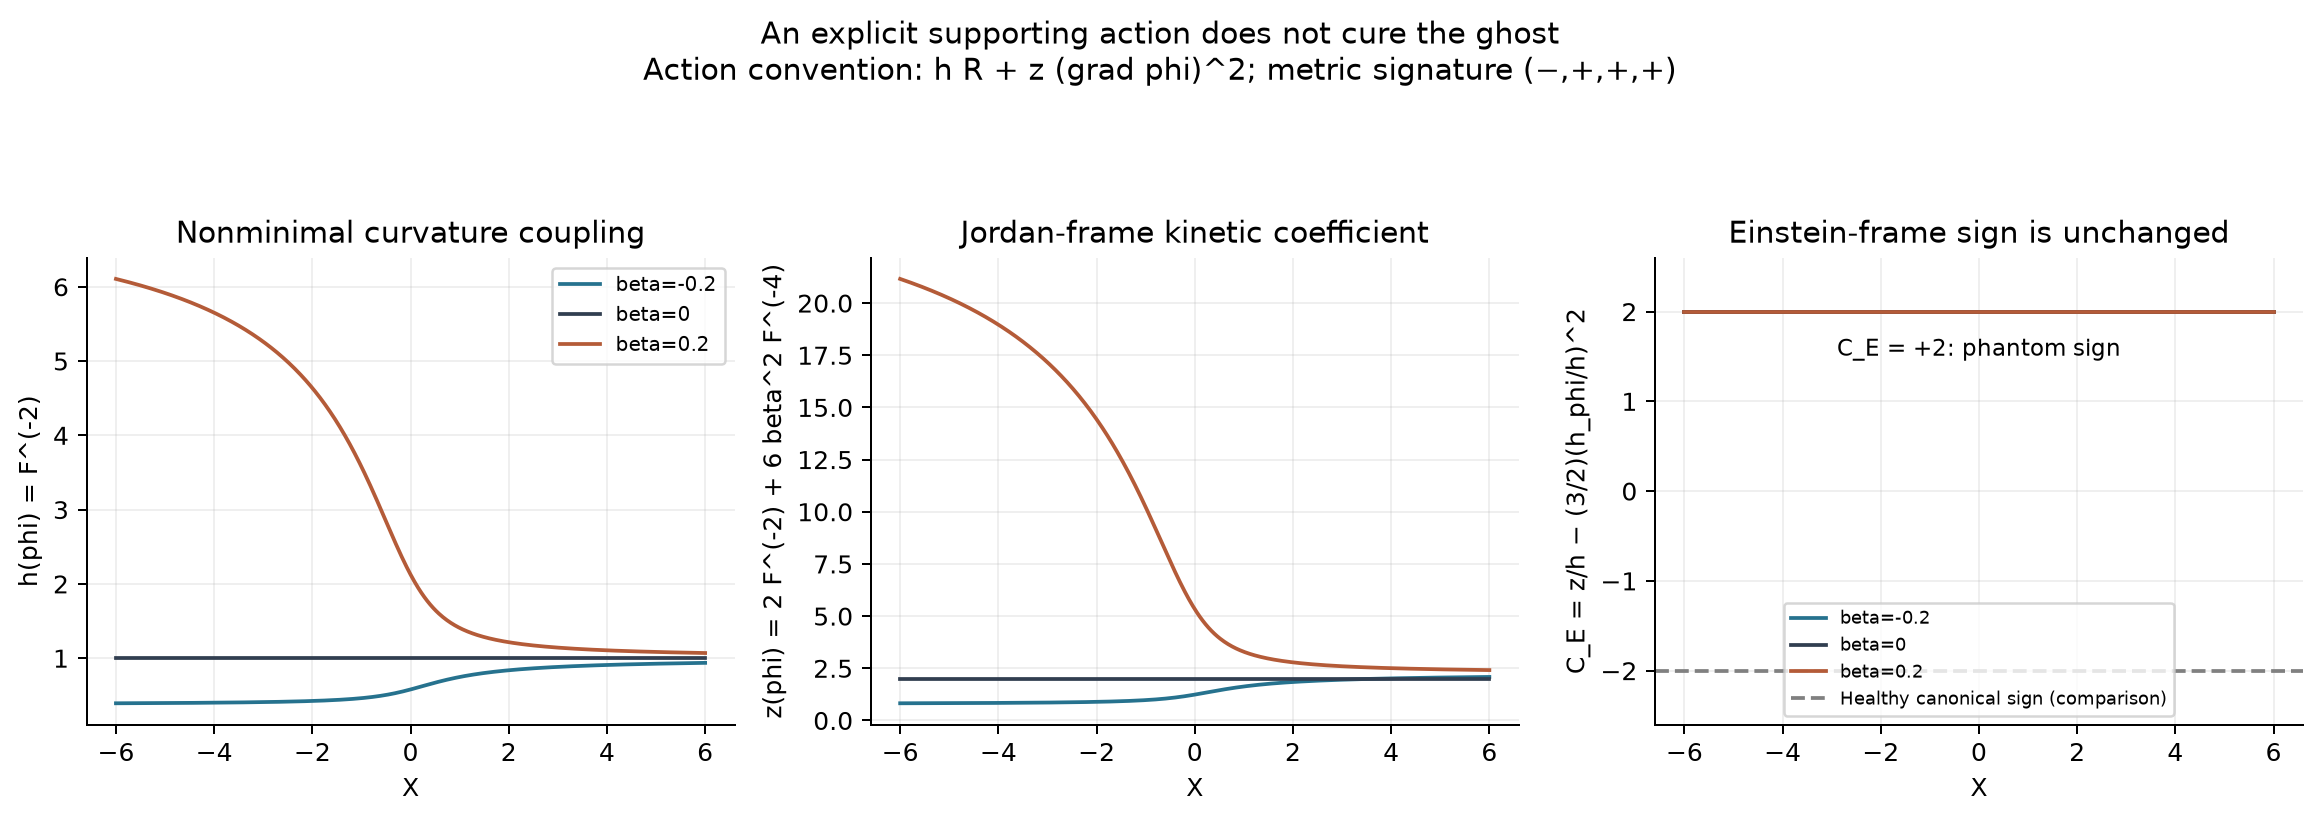 An explicit supporting action does not cure the ghost
Action convention: h R + z (grad phi)^2; metric signature (−,+,+,+)
Nonminimal curvature coupling
h(phi) = F^(-2)
6
5
4
3
2
1
beta=-0.2
beta=0
beta=0.2
−6
−4
−2
0
2
4
6
X
Jordan-frame kinetic coefficient
z(phi) = 2 F^(-2) + 6 beta^2 F^(-4)
20.0
17.5
15.0
12.5
10.0
7.5
5.0
2.5
0.0
−6
−4
−2
0
2
4
6
X
Einstein-frame sign is unchanged
C_E = z/h − (3/2)(h_phi/h)^2
2
1
0
−1
−2
C_E = +2: phantom sign
beta=-0.2
beta=0
beta=0.2
Healthy canonical sign (comparison)
−6
−4
−2
0
2
4
6
X